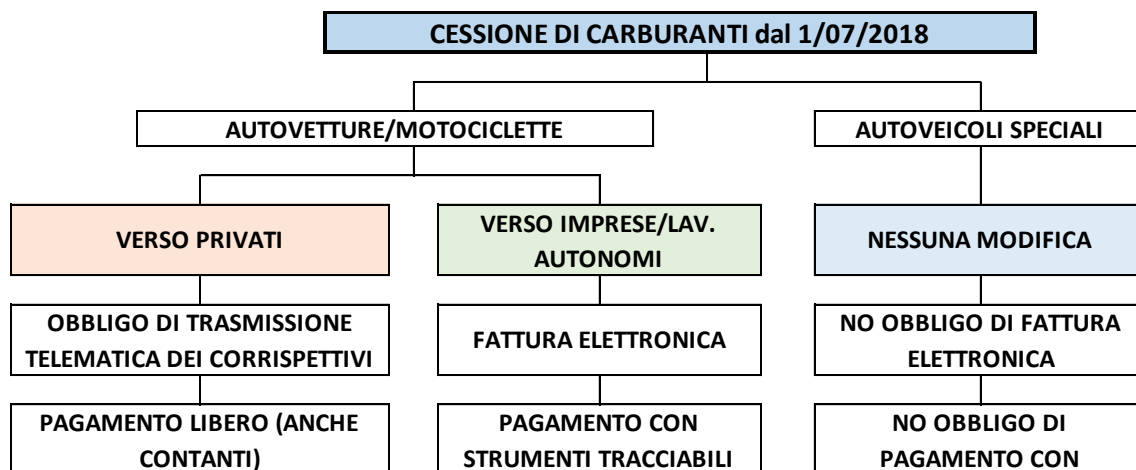 CESSIONE DI CARBURANTI dal 1/07/2018
AUTOVETTURE/MOTOCICLETTE
AUTOVEICOLI SPECIALI
VERSO PRIVATI
VERSO IMPRESE/LAV.
AUTONOMI
NESSUNA MODIFICA
OBBLIGO DI TRASMISSIONE
TELEMATICA DEI CORRISPETTIVI
FATTURA ELETTRONICA
NO OBBLIGO DI FATTURA
ELETTRONICA
PAGAMENTO LIBERO (ANCHE
CONTANTI)
PAGAMENTO CON
STRUMENTI TRACCIABILI
NO OBBLIGO DI
PAGAMENTO CON